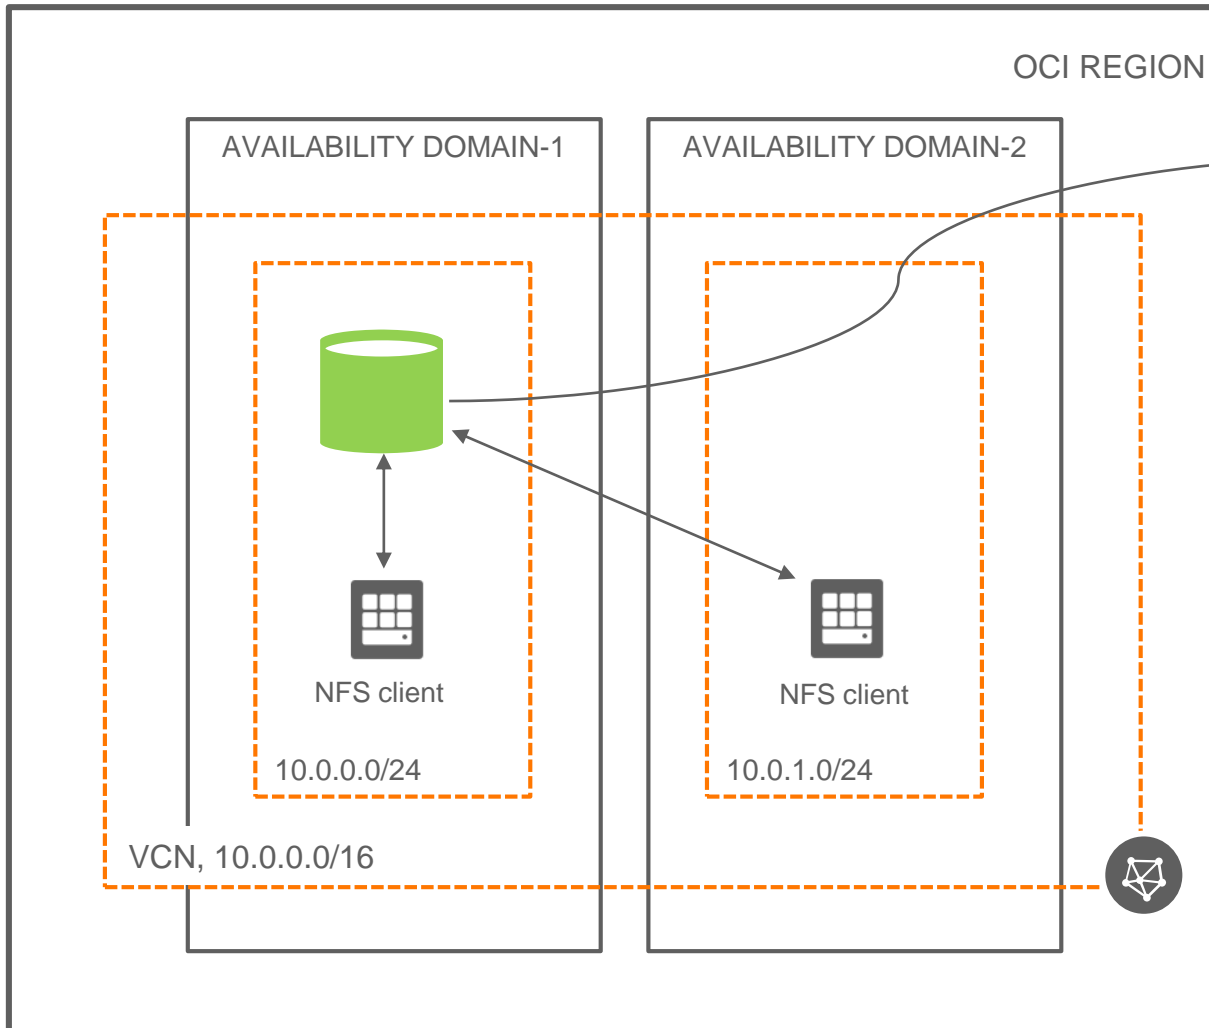 OCI REGION
AVAILABILITY DOMAIN-1
AVAILABILITY DOMAIN-2
NFS client
NFS client
10.0.0.0/24
10.0.1.0/24
VCN, 10.0.0.0/16